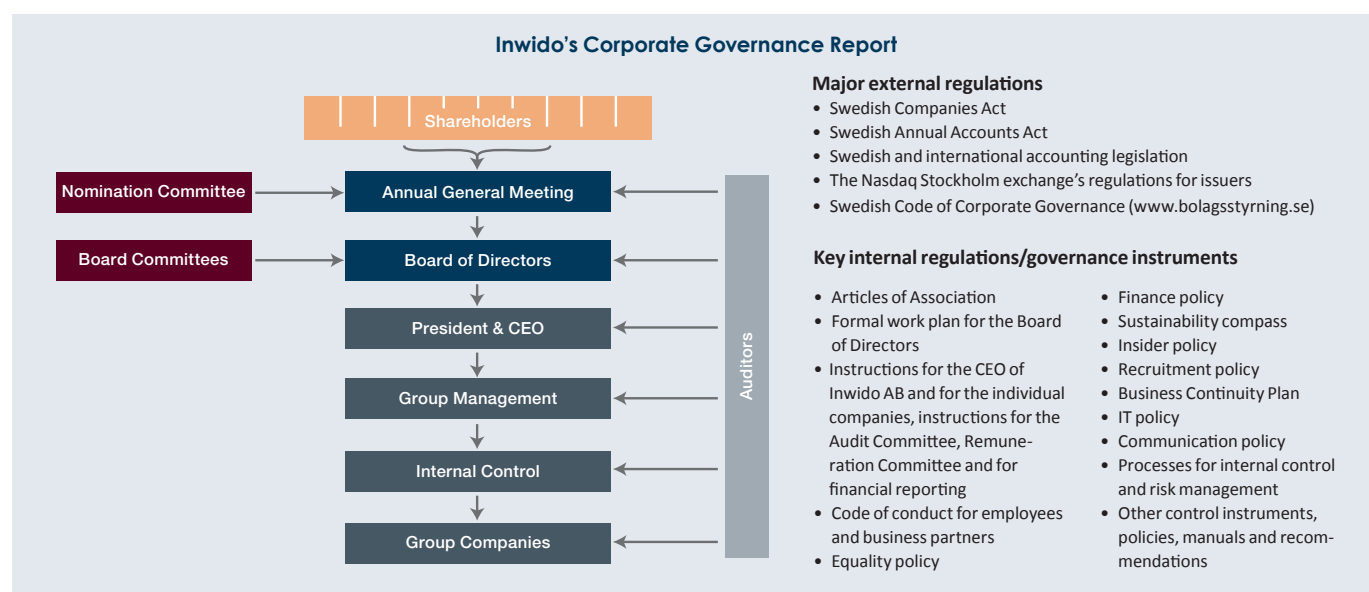 Inwido’s Corporate Governance Report
Shareholders
Nomination Committee
Annual General Meeting
Board Committees
Board of Directors
President & CEO
Group Management
Internal Control
Group Companies
Auditors
Major external regulations
• Swedish Companies Act
• Swedish Annual Accounts Act
• Swedish and international accounting legislation
• The Nasdaq Stockholm exchange’s regulations for issuers
• Swedish Code of Corporate Governance (www.bolagsstyrning.se)
Key internal regulations/governance instruments
• Articles of Association
• Formal work plan for the Board
of Directors
• Instructions for the CEO of
Inwido AB and for the individual
companies, instructions for the
Audit Committee, Remune-
ration Committee and for
financial reporting
• Code of conduct for employees
and business partners
• Equality policy
• Finance policy
• Sustainability compass
• Insider policy
• Recruitment policy
• Business Continuity Plan
• IT policy
• Communication policy
• Processes for internal control
and risk management
• Other control instruments,
policies, manuals and recom-
mendations